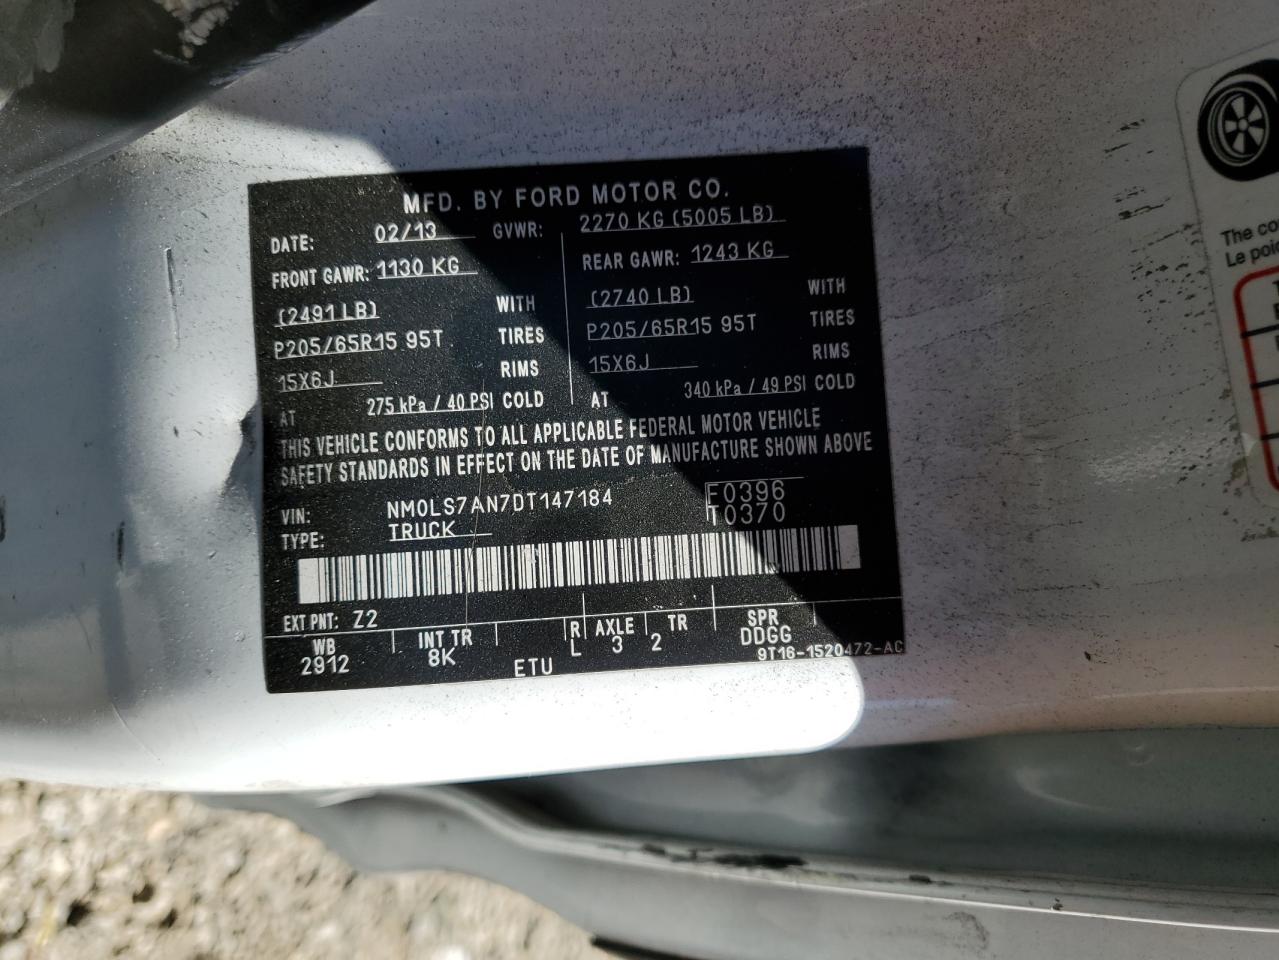 MFD. BY FORD MOTOR CO.
DATE: 02/13 GVWR: 2270 KG (5005 LB)
FRONT GAWR: 1130 KG REAR GAWR: 1243 KG
(2491 LB) WITH (2740 LB) WITH
P205/65R15 95T TIRES P205/65R15 95T TIRES
15X6J RIMS 15X6J RIMS
AT 275 kPa / 40 PSI COLD AT 340 kPa / 49 PSI COLD
THIS VEHICLE CONFORMS TO ALL APPLICABLE FEDERAL MOTOR VEHICLE
SAFETY STANDARDS IN EFFECT ON THE DATE OF MANUFACTURE SHOWN ABOVE
VIN: NM0LS7AN7DT147184 F0396
TYPE: TRUCK T0370
EXT PNT: Z2
WB INT TR R AXLE TR SPR
2912 8K L 3 2 DDGG
ETU 9T16-1520472-AC
The co
Le poi